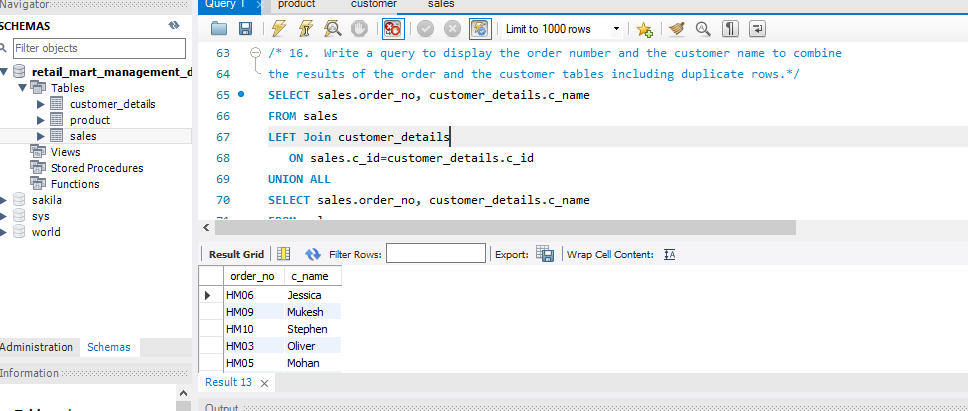 Navigator
Query 1 product customer sales
SCHEMAS
Limit to 1000 rows
Filter objects
retail_mart_management_d
Tables
customer_details
product
sales
Views
Stored Procedures
Functions
sakila
sys
world
63 /* 16. Write a query to display the order number and the customer name to combine
64 the results of the order and the customer tables including duplicate rows.*/
65 SELECT sales.order_no, customer_details.c_name
66 FROM sales
67 LEFT Join customer_details
68 ON sales.c_id=customer_details.c_id
69 UNION ALL
70 SELECT sales.order_no, customer_details.c_name
Result Grid Filter Rows: Export: Wrap Cell Content:
order_no c_name
HM06 Jessica
HM09 Mukesh
HM10 Stephen
HM03 Oliver
HM05 Mohan
Administration Schemas
Information
Result 13
Output